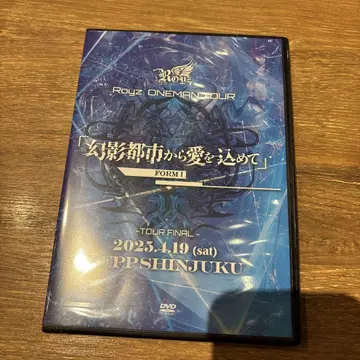 Royz
Royz ONEMAN TOUR
「幻影都市から愛を込めて」
FORM I
-TOUR FINAL-
2025.4.19 (sat)
SHINJUKU
DVD